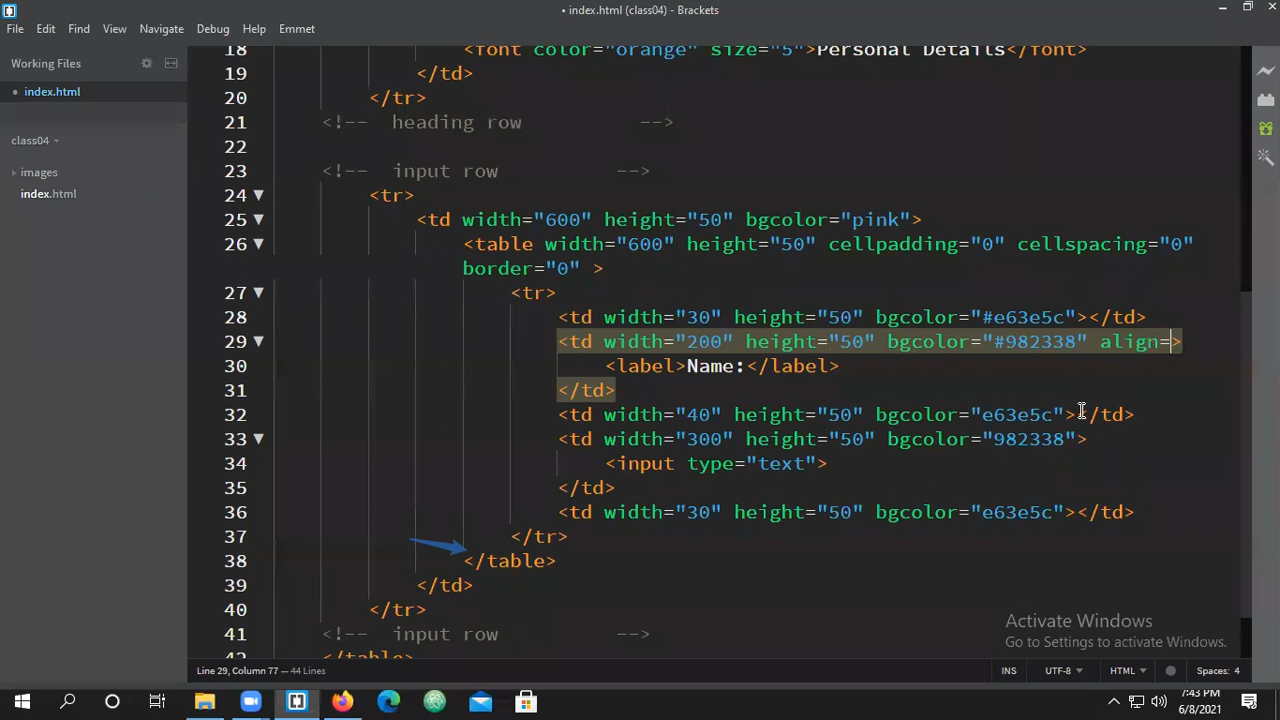 • index.html (class04) - Brackets
File Edit Find View Navigate Debug Help Emmet
Working Files
• index.html
class04
images
index.html
18 <font color="orange" size="5">Personal Details</font>
19 </td>
20 </tr>
21 <!-- heading row -->
22
23 <!-- input row -->
24 <tr>
25 <td width="600" height="50" bgcolor="pink">
26 <table width="600" height="50" cellpadding="0" cellspacing="0"
border="0" >
27 <tr>
28 <td width="30" height="50" bgcolor="#e63e5c"></td>
29 <td width="200" height="50" bgcolor="#982338" align=>
30 <label>Name:</label>
31 </td>
32 <td width="40" height="50" bgcolor="e63e5c"></td>
33 <td width="300" height="50" bgcolor="982338">
34 <input type="text">
35 </td>
36 <td width="30" height="50" bgcolor="e63e5c"></td>
37 </tr>
38 </table>
39 </td>
40 </tr>
41 <!-- input row -->
42 </table>
Activate Windows
Go to Settings to activate Windows.
Line 29, Column 77 — 44 Lines
INS UTF-8 HTML Spaces: 4
7:43 PM
6/8/2021